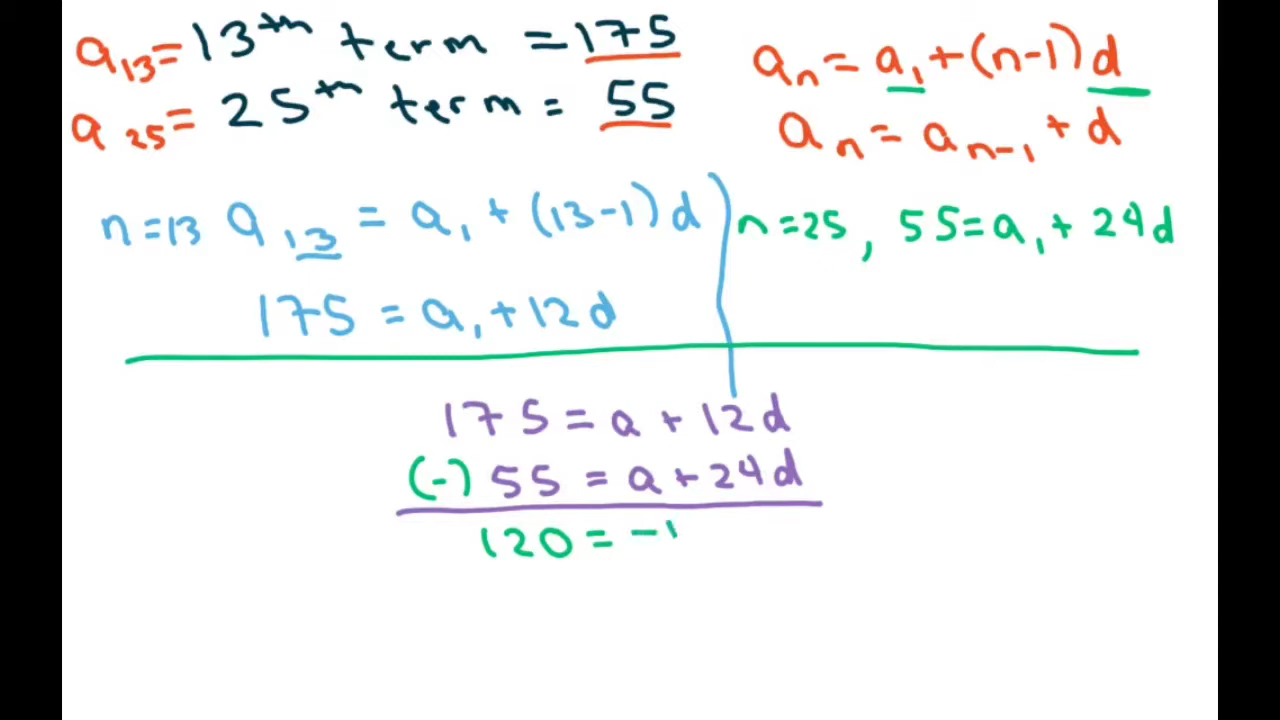 a₁₃= 13ᵗʰ term = 175
a₂₅= 25ᵗʰ term = 55
aₙ = a₁ + (n-1)d
aₙ = aₙ₋₁ + d
n=13 a₁₃ = a₁ + (13-1)d
175 = a₁ + 12d
n=25, 55 = a₁ + 24d
175 = a + 12d
(-) 55 = a + 24d
120 = -1